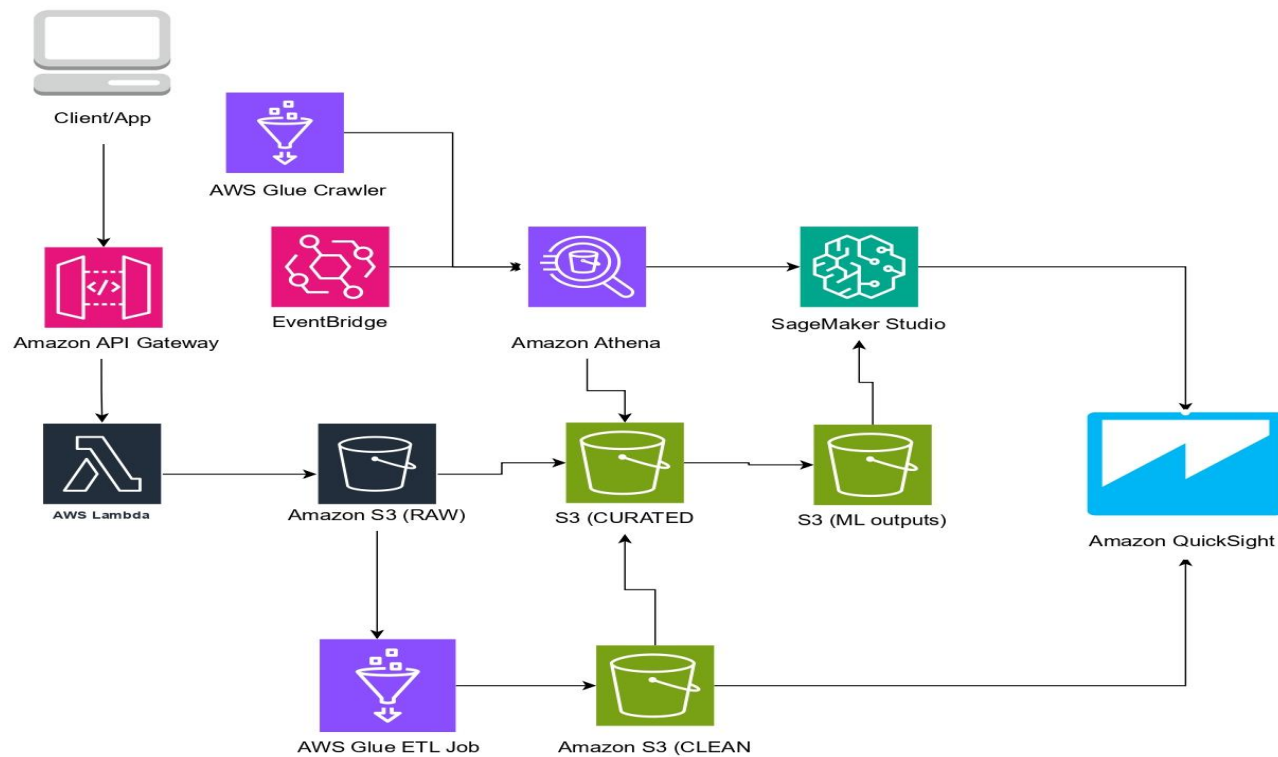 Client/App
AWS Glue Crawler
EventBridge
Amazon API Gateway
Amazon Athena
SageMaker Studio
AWS Lambda
Amazon S3 (RAW)
S3 (CURATED
S3 (ML outputs)
Amazon QuickSight
AWS Glue ETL Job
Amazon S3 (CLEAN